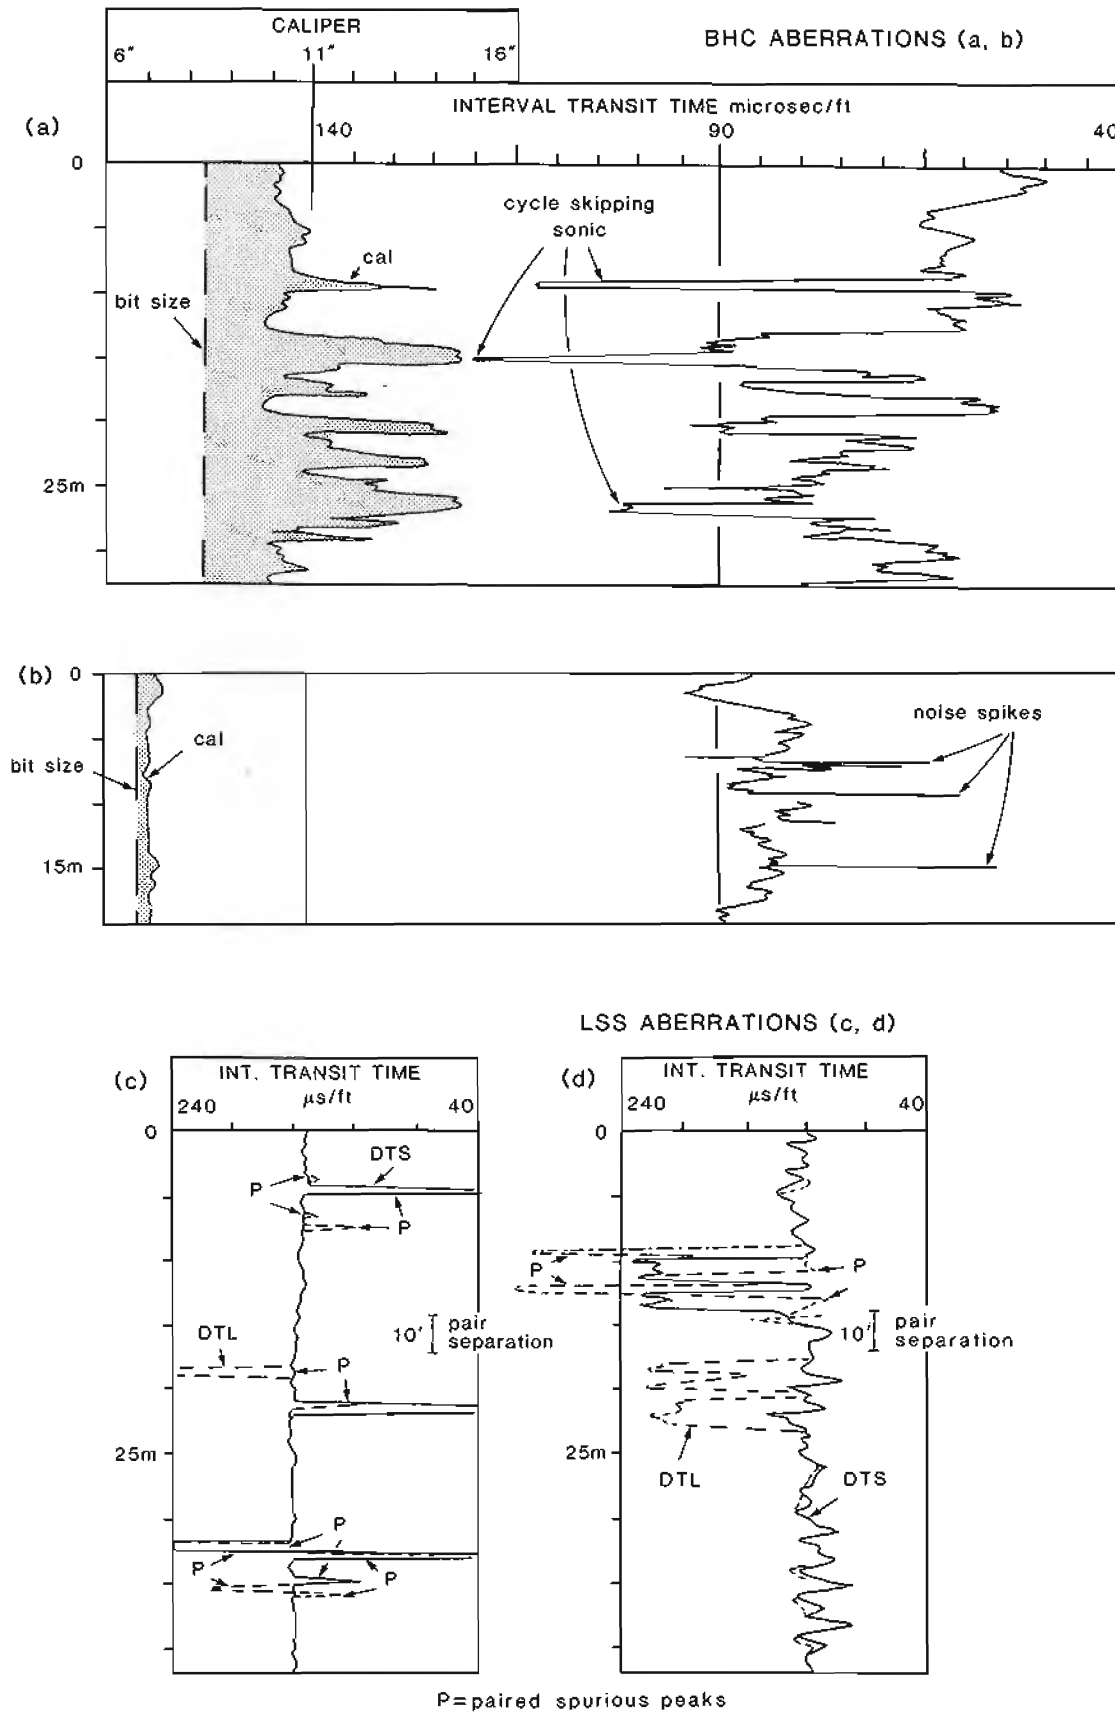 CALIPER
6" 11" 16"
BHC ABERRATIONS (a, b)
INTERVAL TRANSIT TIME microsec/ft
(a)
140 90 40
0
cycle skipping
sonic
cal
bit size
25m
(b) 0
noise spikes
cal
bit size
15m
LSS ABERRATIONS (c, d)
(c)
INT. TRANSIT TIME
µs/ft
240 40
0
DTS
P
P
10' pair
separation
DTL
P
25m
P
P
P
(d)
INT. TRANSIT TIME
µs/ft
240 40
0
P
P
10' pair
separation
25m
DTL
DTS
P=paired spurious peaks